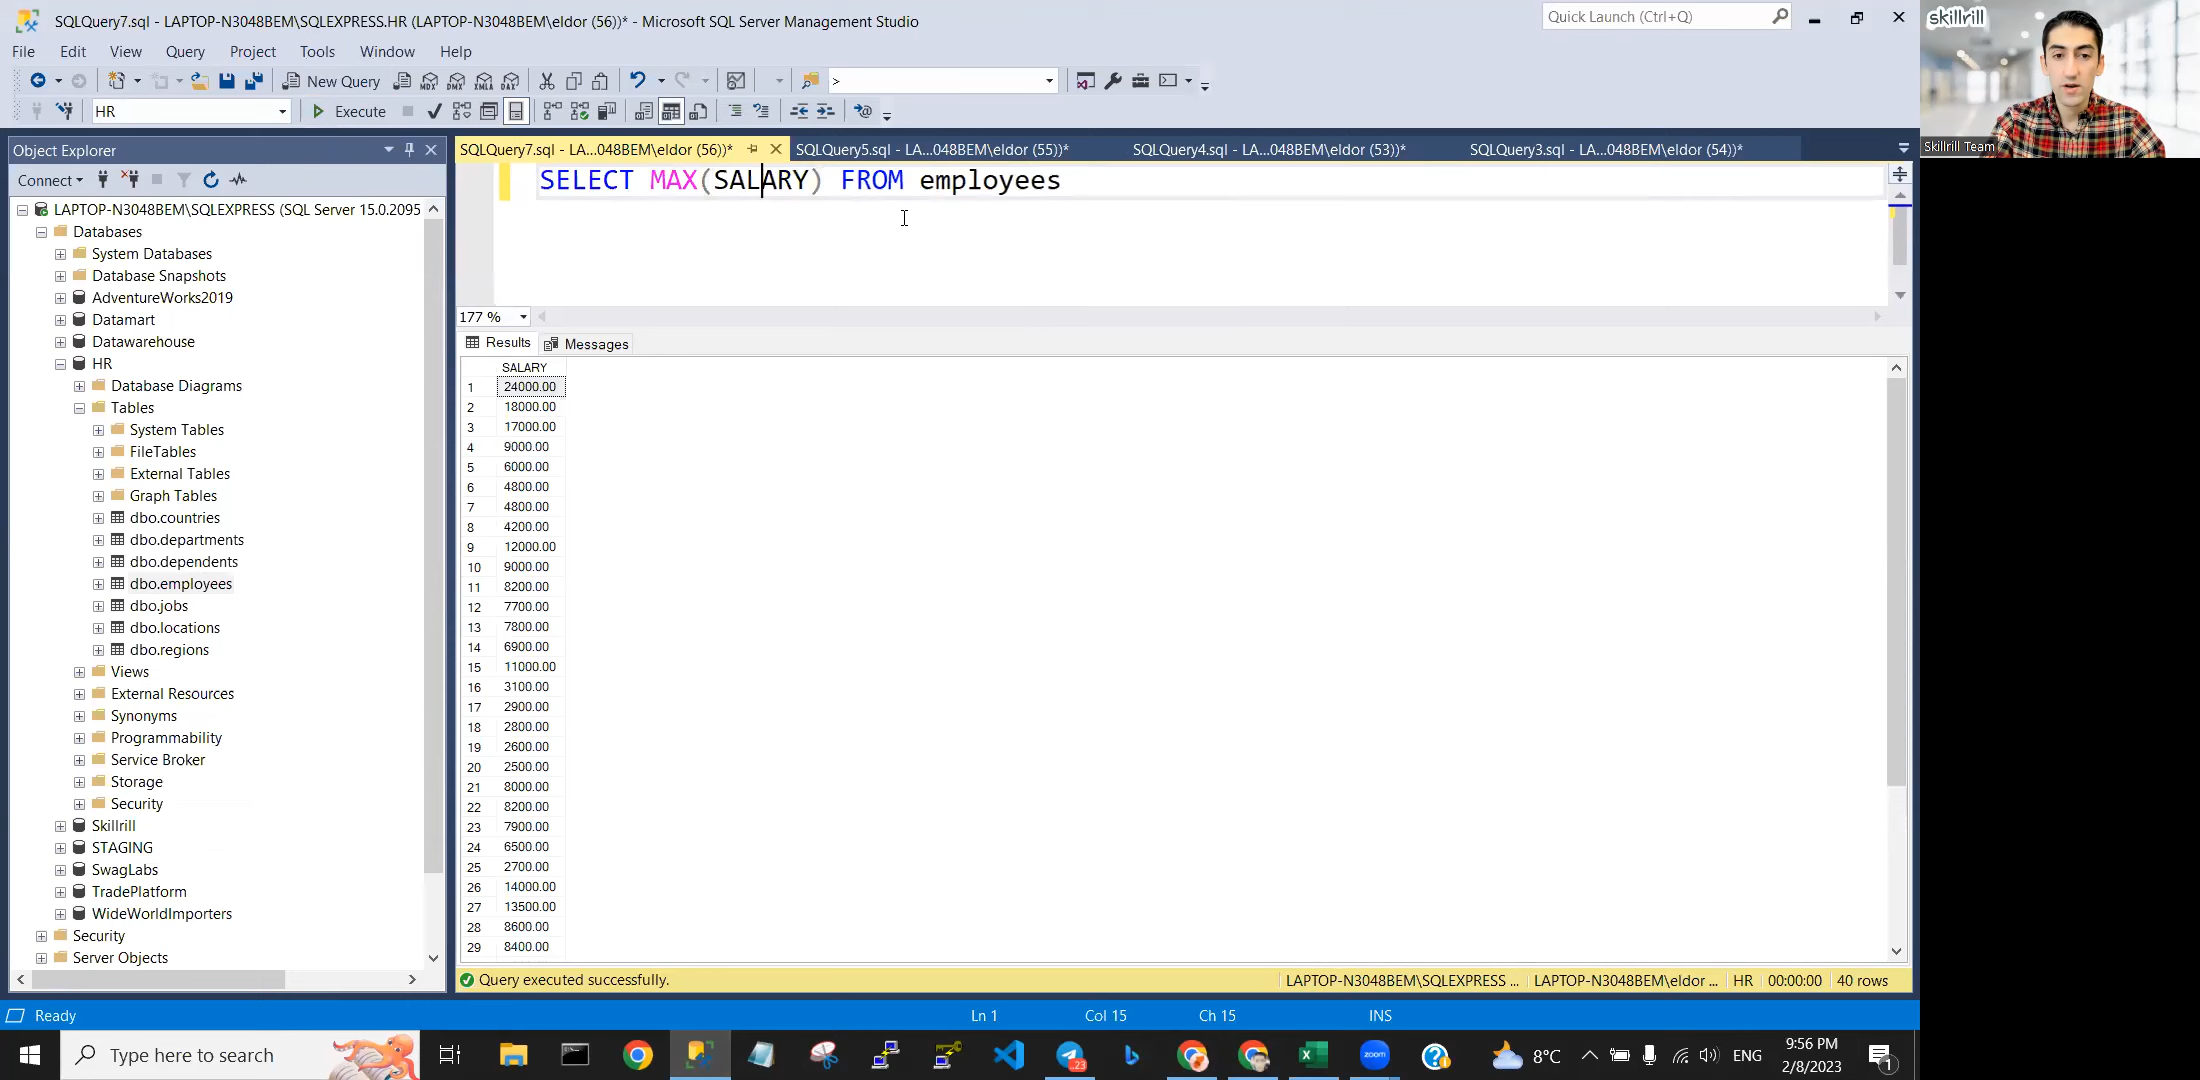 SQLQuery7.sql - LAPTOP-N3048BEM\SQLEXPRESS.HR (LAPTOP-N3048BEM\eldor (56))* - Microsoft SQL Server Management Studio
Quick Launch (Ctrl+Q)
skillrill
File Edit View Query Project Tools Window Help
New Query
MDX DMX XMLA DAX
>
HR
Execute
Object Explorer
SQLQuery7.sql - LA...048BEM\eldor (56))*
SQLQuery5.sql - LA...048BEM\eldor (55))*
SQLQuery4.sql - LA...048BEM\eldor (53))*
SQLQuery3.sql - LA...048BEM\eldor (54))*
Skillrill Team
Connect
SELECT MAX(SALARY) FROM employees
LAPTOP-N3048BEM\SQLEXPRESS (SQL Server 15.0.2095
Databases
System Databases
Database Snapshots
AdventureWorks2019
Datamart
Datawarehouse
HR
Database Diagrams
Tables
System Tables
FileTables
External Tables
Graph Tables
dbo.countries
dbo.departments
dbo.dependents
dbo.employees
dbo.jobs
dbo.locations
dbo.regions
Views
External Resources
Synonyms
Programmability
Service Broker
Storage
Security
Skillrill
STAGING
SwagLabs
TradePlatform
WideWorldImporters
Security
Server Objects
177 %
Results Messages
SALARY
1 24000.00
2 18000.00
3 17000.00
4 9000.00
5 6000.00
6 4800.00
7 4800.00
8 4200.00
9 12000.00
10 9000.00
11 8200.00
12 7700.00
13 7800.00
14 6900.00
15 11000.00
16 3100.00
17 2900.00
18 2800.00
19 2600.00
20 2500.00
21 8000.00
22 8200.00
23 7900.00
24 6500.00
25 2700.00
26 14000.00
27 13500.00
28 8600.00
29 8400.00
Query executed successfully.
LAPTOP-N3048BEM\SQLEXPRESS ... LAPTOP-N3048BEM\eldor ... HR 00:00:00 40 rows
Ready
Ln 1 Col 15 Ch 15 INS
Type here to search
23
zoom
8°C
ENG
9:56 PM
2/8/2023
1